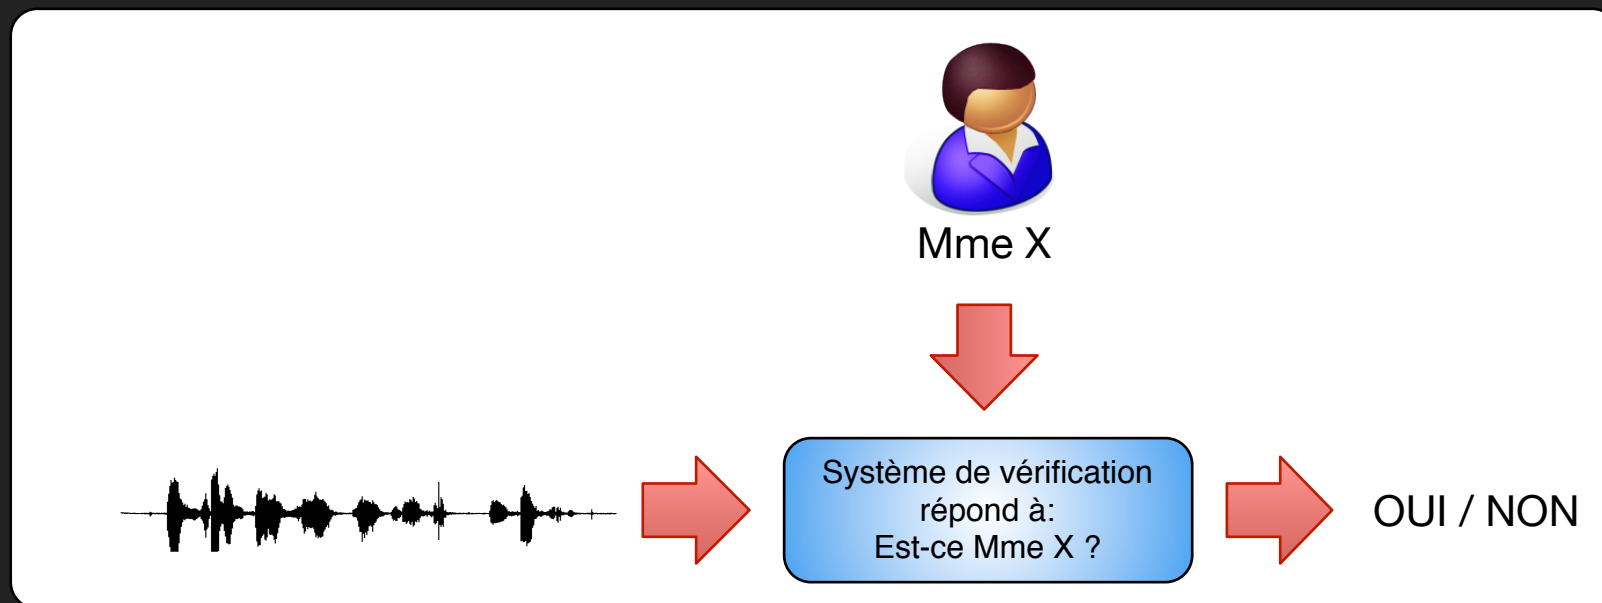 Mme X
Système de vérification
répond à:
Est-ce Mme X ?
OUI / NON